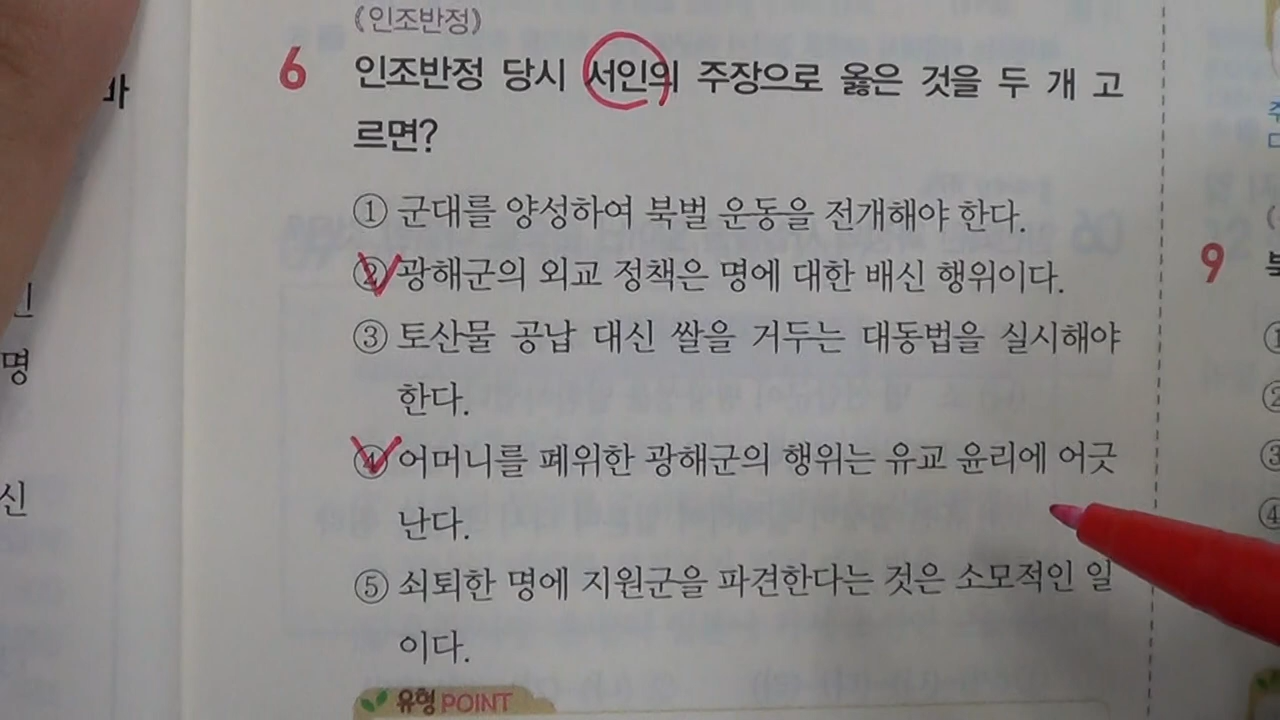 《인조반정》
6 인조반정 당시 서인의 주장으로 옳은 것을 두 개 고
르면?
① 군대를 양성하여 북벌 운동을 전개해야 한다.
② 광해군의 외교 정책은 명에 대한 배신 행위이다.
③ 토산물 공납 대신 쌀을 거두는 대동법을 실시해야
한다.
④ 어머니를 폐위한 광해군의 행위는 유교 윤리에 어긋
난다.
⑤ 쇠퇴한 명에 지원군을 파견한다는 것은 소모적인 일
이다.
유형 POINT
바
명
신
9
②
③
④